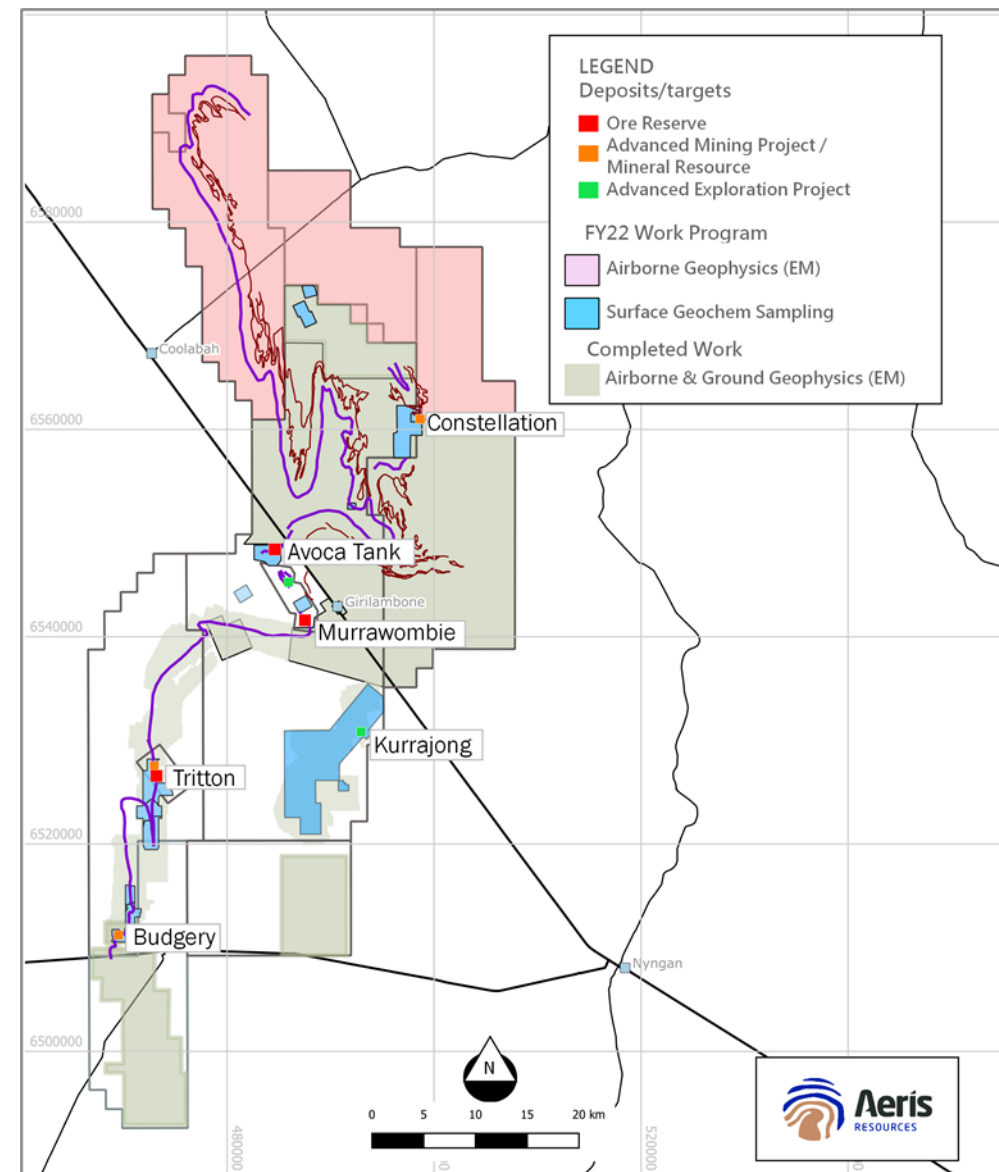 LEGEND
Deposits/targets
Ore Reserve
Advanced Mining Project /
Mineral Resource
Advanced Exploration Project
FY22 Work Program
Airborne Geophysics (EM)
Surface Geochem Sampling
Completed Work
Airborne & Ground Geophysics (EM)
6580000
Coolabah
6560000
Constellation
Avoca Tank
Girilambone
6540000
Murrawombie
Kurrajong
Tritton
6520000
Budgery
Nyngan
6500000
N
0 5 10 15 20 km
480000
0
520000
Aeris
RESOURCES